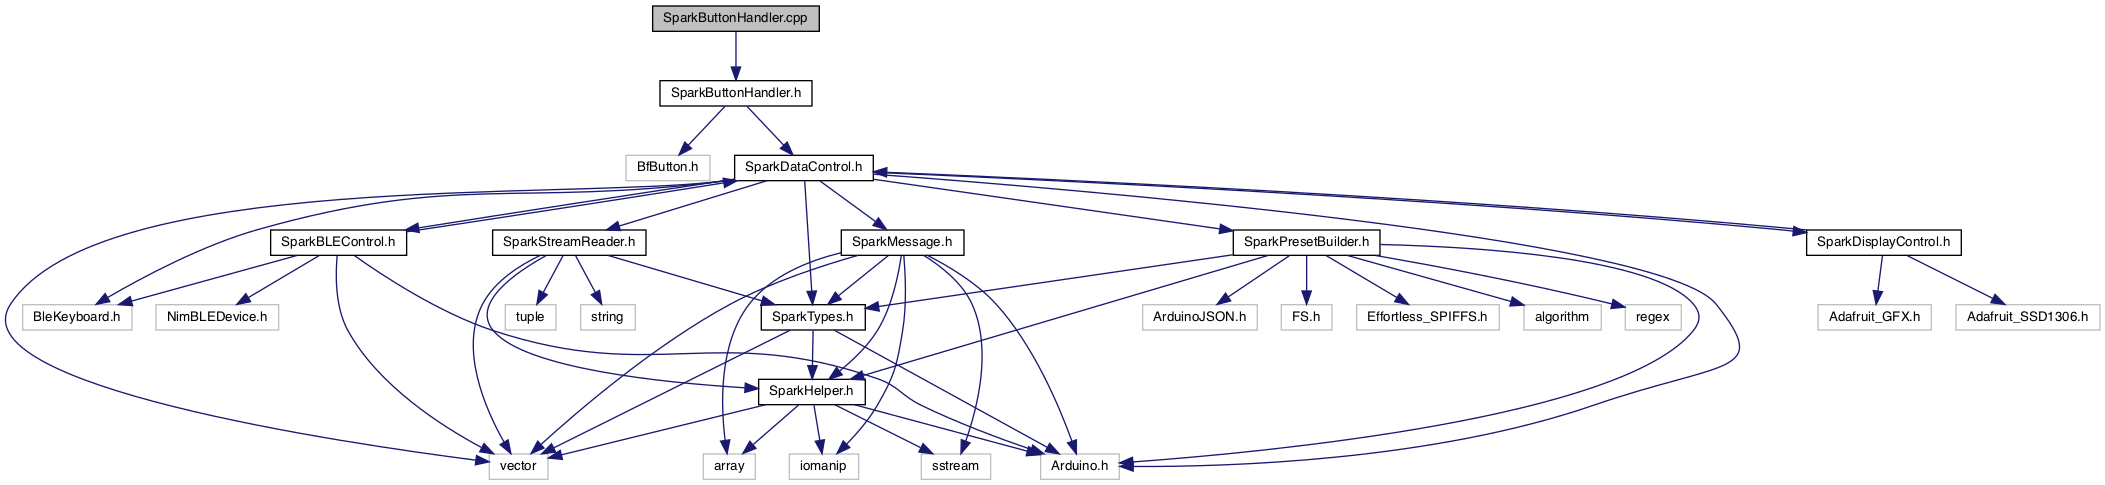 SparkButtonHandler.cpp
SparkButtonHandler.h
BfButton.h
SparkDataControl.h
SparkBLEControl.h
SparkStreamReader.h
SparkMessage.h
SparkPresetBuilder.h
SparkDisplayControl.h
BleKeyboard.h
NimBLEDevice.h
tuple
string
SparkTypes.h
ArduinoJSON.h
FS.h
Effortless_SPIFFS.h
algorithm
regex
Adafruit_GFX.h
Adafruit_SSD1306.h
SparkHelper.h
vector
array
iomanip
sstream
Arduino.h